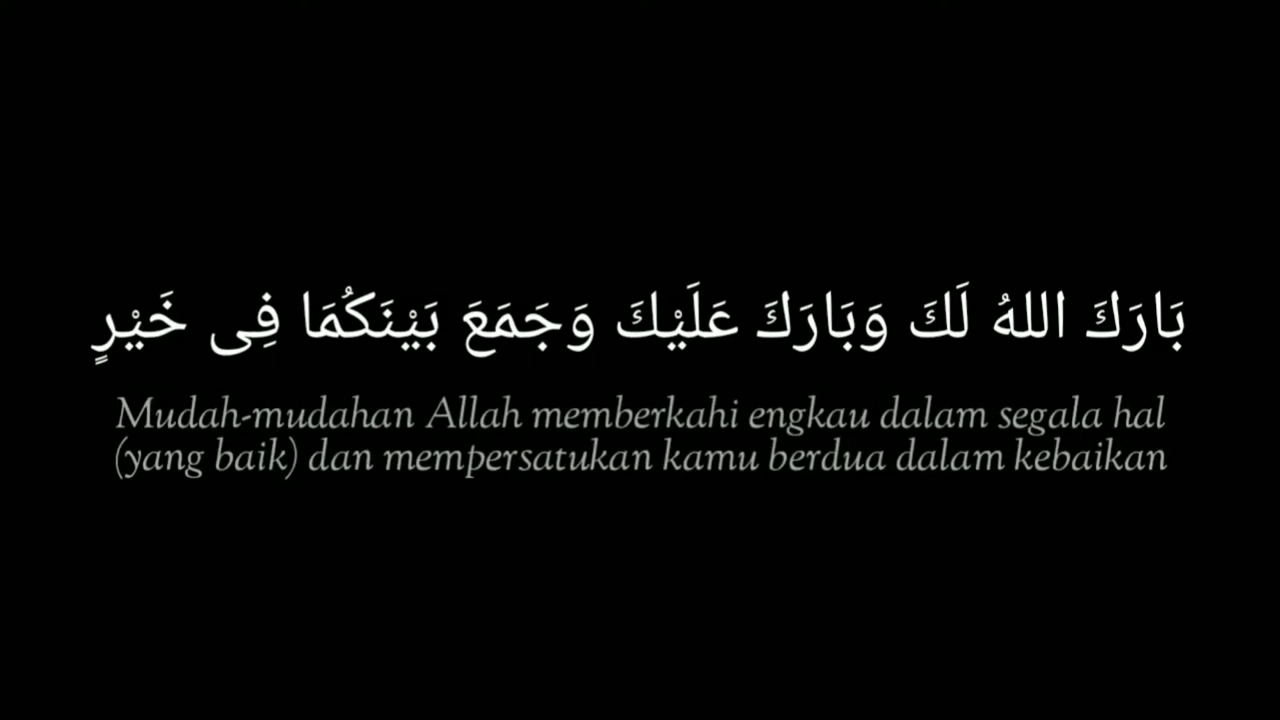 بَارَكَ اللهُ لَكَ وَبَارَكَ عَلَيْكَ وَجَمَعَ بَيْنَكُمَا فِى خَيْرٍ
Mudah-mudahan Allah memberkahi engkau dalam segala hal
(yang baik) dan mempersatukan kamu berdua dalam kebaikan